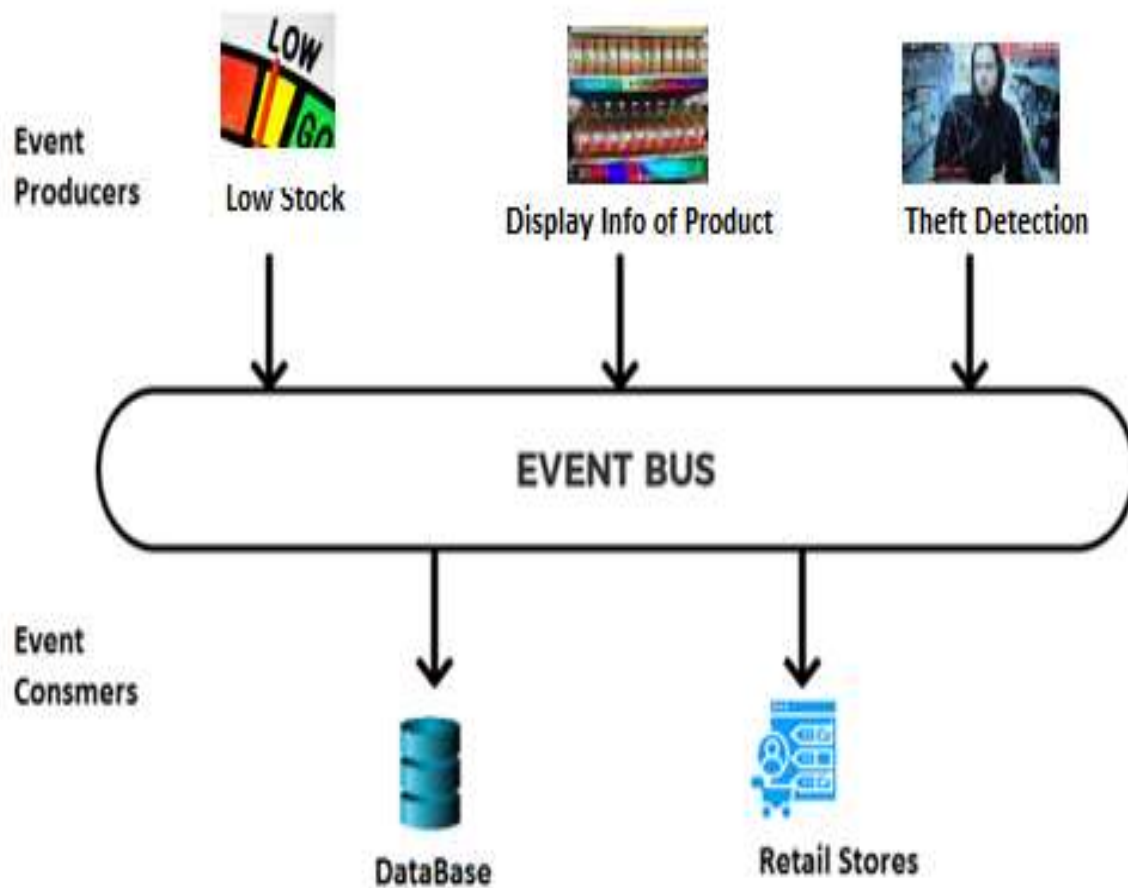 LOW
GO
Event
Producers
Low Stock
Display Info of Product
Theft Detection
EVENT BUS
Event
Consmers
DataBase
Retail Stores